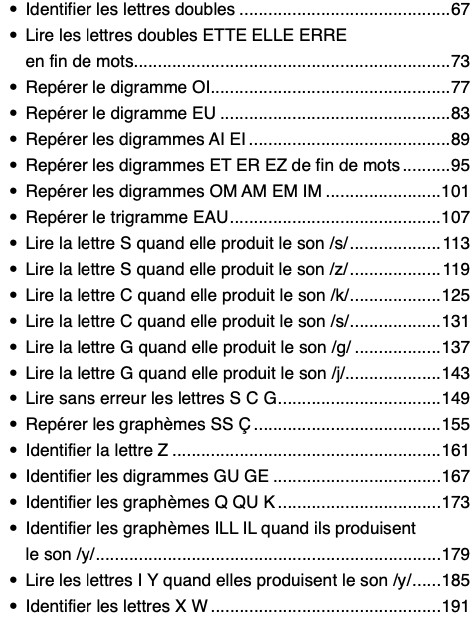 • Identifier les lettres doubles ............................................67
• Lire les lettres doubles ETTE ELLE ERRE
en fin de mots..................................................................73
• Repérer le digramme OI..................................................77
• Repérer le digramme EU ................................................83
• Repérer les digrammes AI EI ..........................................89
• Repérer les digrammes ET ER EZ de fin de mots ..........95
• Repérer les digrammes OM AM EM IM ........................101
• Repérer le trigramme EAU............................................107
• Lire la lettre S quand elle produit le son /s/...................113
• Lire la lettre S quand elle produit le son /z/...................119
• Lire la lettre C quand elle produit le son /k/...................125
• Lire la lettre C quand elle produit le son /s/...................131
• Lire la lettre G quand elle produit le son /g/ ..................137
• Lire la lettre G quand elle produit le son /j/....................143
• Lire sans erreur les lettres S C G..................................149
• Repérer les graphèmes SS Ç .......................................155
• Identifier la lettre Z ........................................................161
• Identifier les digrammes GU GE ...................................167
• Identifier les graphèmes Q QU K..................................173
• Identifier les graphèmes ILL IL quand ils produisent
le son /y/........................................................................179
• Lire les lettres I Y quand elles produisent le son /y/......185
• Identifier les lettres X W ................................................191